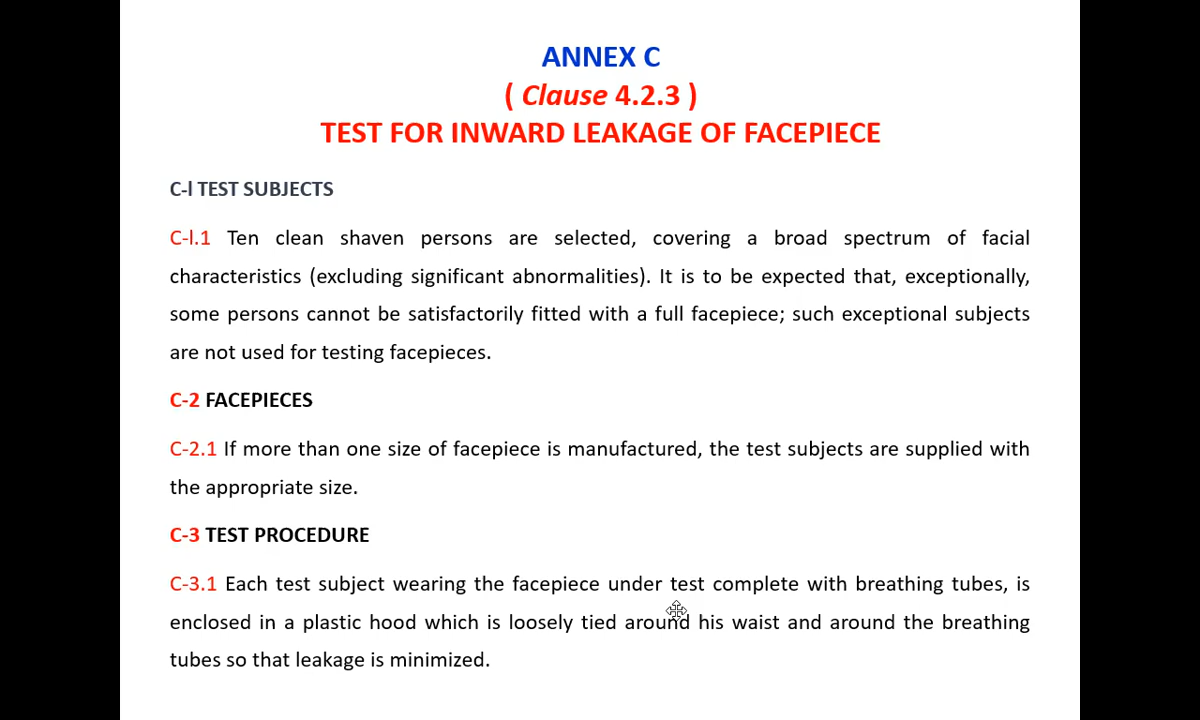 ANNEX C
( Clause 4.2.3 )
TEST FOR INWARD LEAKAGE OF FACEPIECE
C-l TEST SUBJECTS
C-l.1 Ten clean shaven persons are selected, covering a broad spectrum of facial
characteristics (excluding significant abnormalities). It is to be expected that, exceptionally,
some persons cannot be satisfactorily fitted with a full facepiece; such exceptional subjects
are not used for testing facepieces.
C-2 FACEPIECES
C-2.1 If more than one size of facepiece is manufactured, the test subjects are supplied with
the appropriate size.
C-3 TEST PROCEDURE
C-3.1 Each test subject wearing the facepiece under test complete with breathing tubes, is
enclosed in a plastic hood which is loosely tied around his waist and around the breathing
tubes so that leakage is minimized.